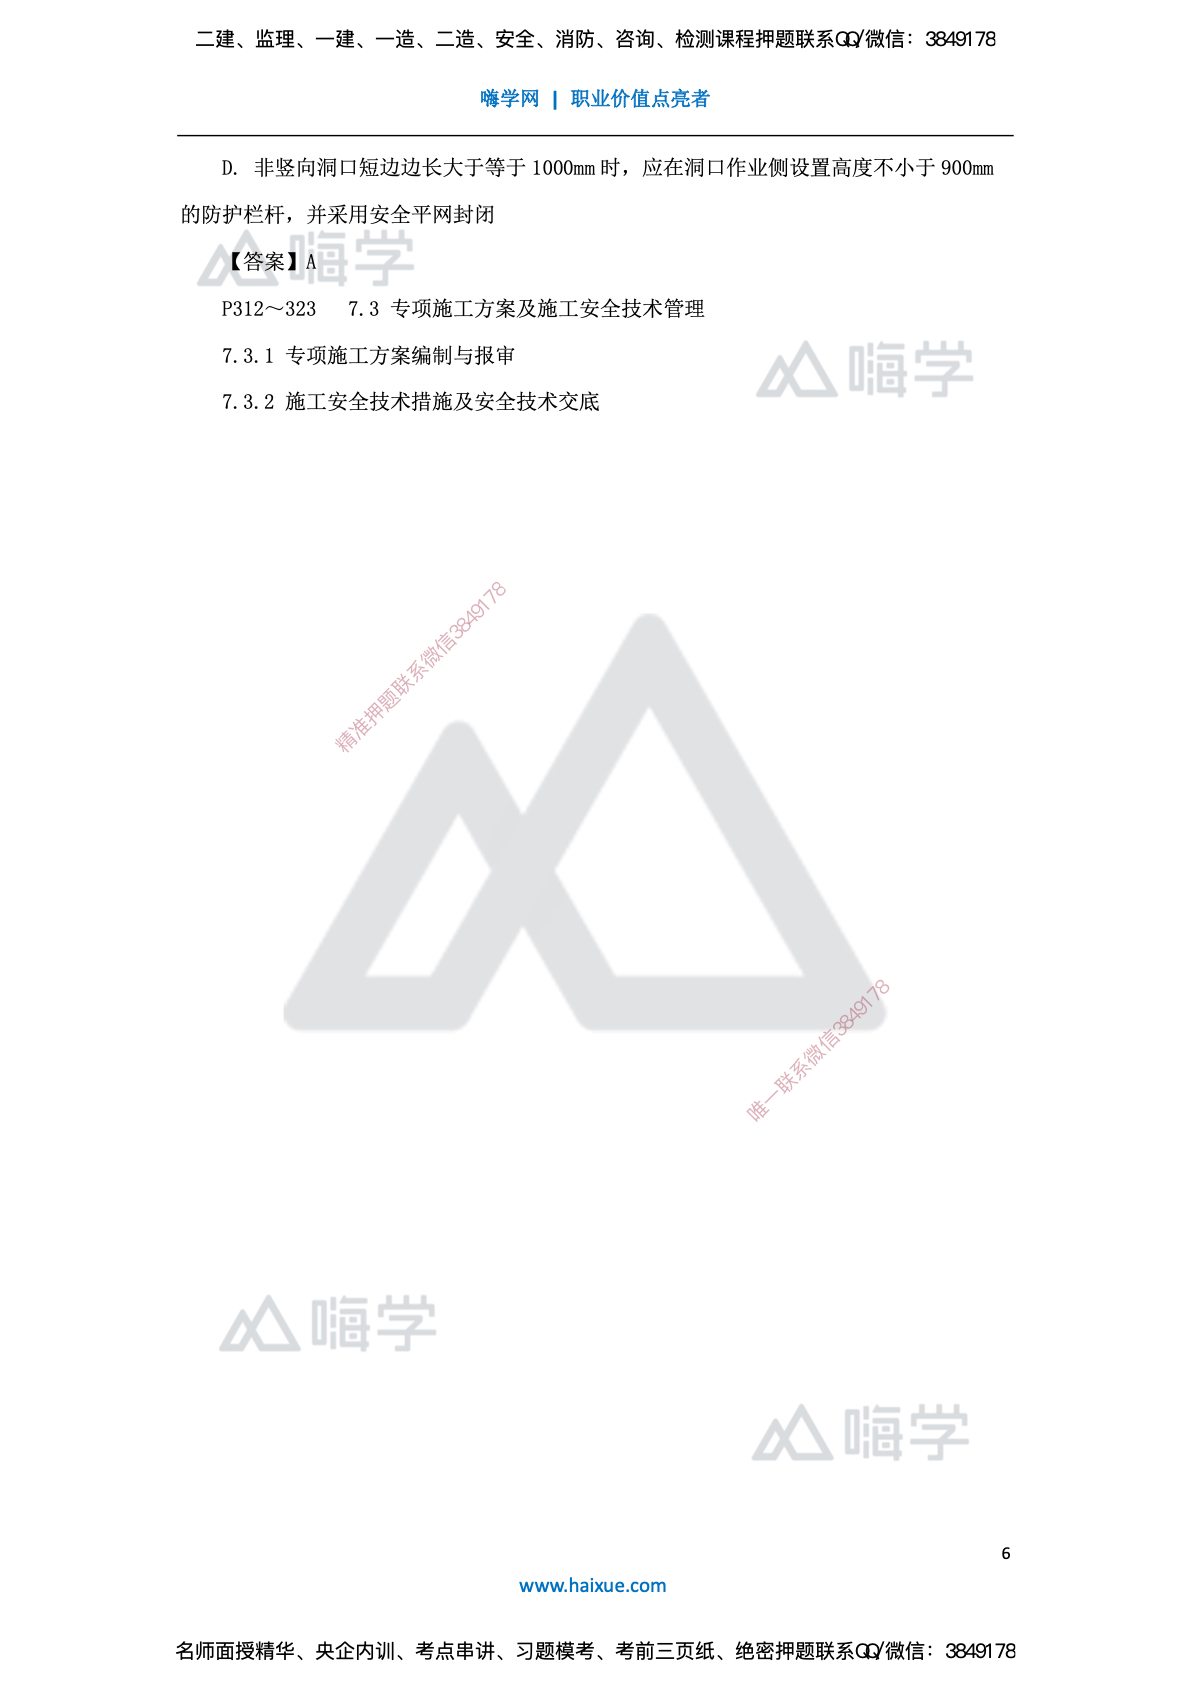 二建、监理、一建、一造、二造、安全、消防、咨询、检测课程押题联系QQ/微信：3849178
嗨学网 | 职业价值点亮者
D. 非竖向洞口短边边长大于等于 1000mm 时，应在洞口作业侧设置高度不小于 900mm
的防护栏杆，并采用安全平网封闭
嗨学
【答案】A
P312～323 7.3 专项施工方案及施工安全技术管理
7.3.1 专项施工方案编制与报审
嗨学
7.3.2 施工安全技术措施及安全技术交底
精准押题联系微信3849178
唯一联系微信3849178
嗨学
嗨学
6
www.haixue.com
名师面授精华、央企内训、考点串讲、习题模考、考前三页纸、绝密押题联系QQ/微信：3849178